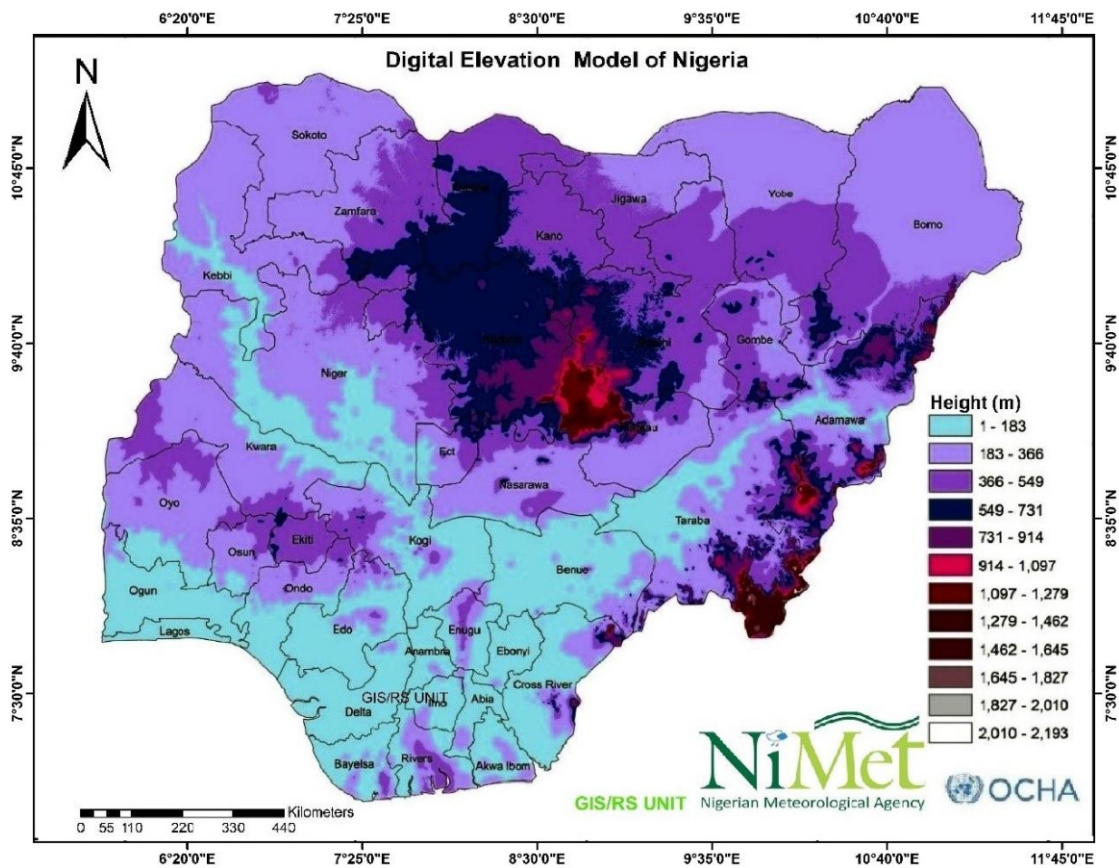 6°20'0"E 7°25'0"E 8°30'0"E 9°35'0"E 10°40'0"E 11°45'0"E
Digital Elevation Model of Nigeria
N
Sokoto
10°45'0"N
10°45'0"N
Zamfara
Jigawa
Yobe
Kano
Borno
Kebbi
9°40'0"N
Gombe
9°40'0"N
Niger
Height (m)
1 - 183
183 - 366
366 - 549
549 - 731
731 - 914
914 - 1,097
1,097 - 1,279
1,279 - 1,462
1,462 - 1,645
1,645 - 1,827
1,827 - 2,010
2,010 - 2,193
Adamawa
Kwara
Ect
Nasarawa
Oyo
8°35'0"N
Taraba
8°35'0"N
Osun
Ekiti
Kogi
Benue
Ogun
Ondo
Lagos
Edo
Enugu
Anambra
Ebonyi
7°30'0"N
Cross River
7°30'0"N
GIS/RS UNIT
Imo
Abia
Delta
Bayelsa
Rivers
Akwa Ibom
NiMet
Nigerian Meteorological Agency
GIS/RS UNIT
OCHA
Kilometers
0 55 110 220 330 440
6°20'0"E 7°25'0"E 8°30'0"E 9°35'0"E 10°40'0"E 11°45'0"E